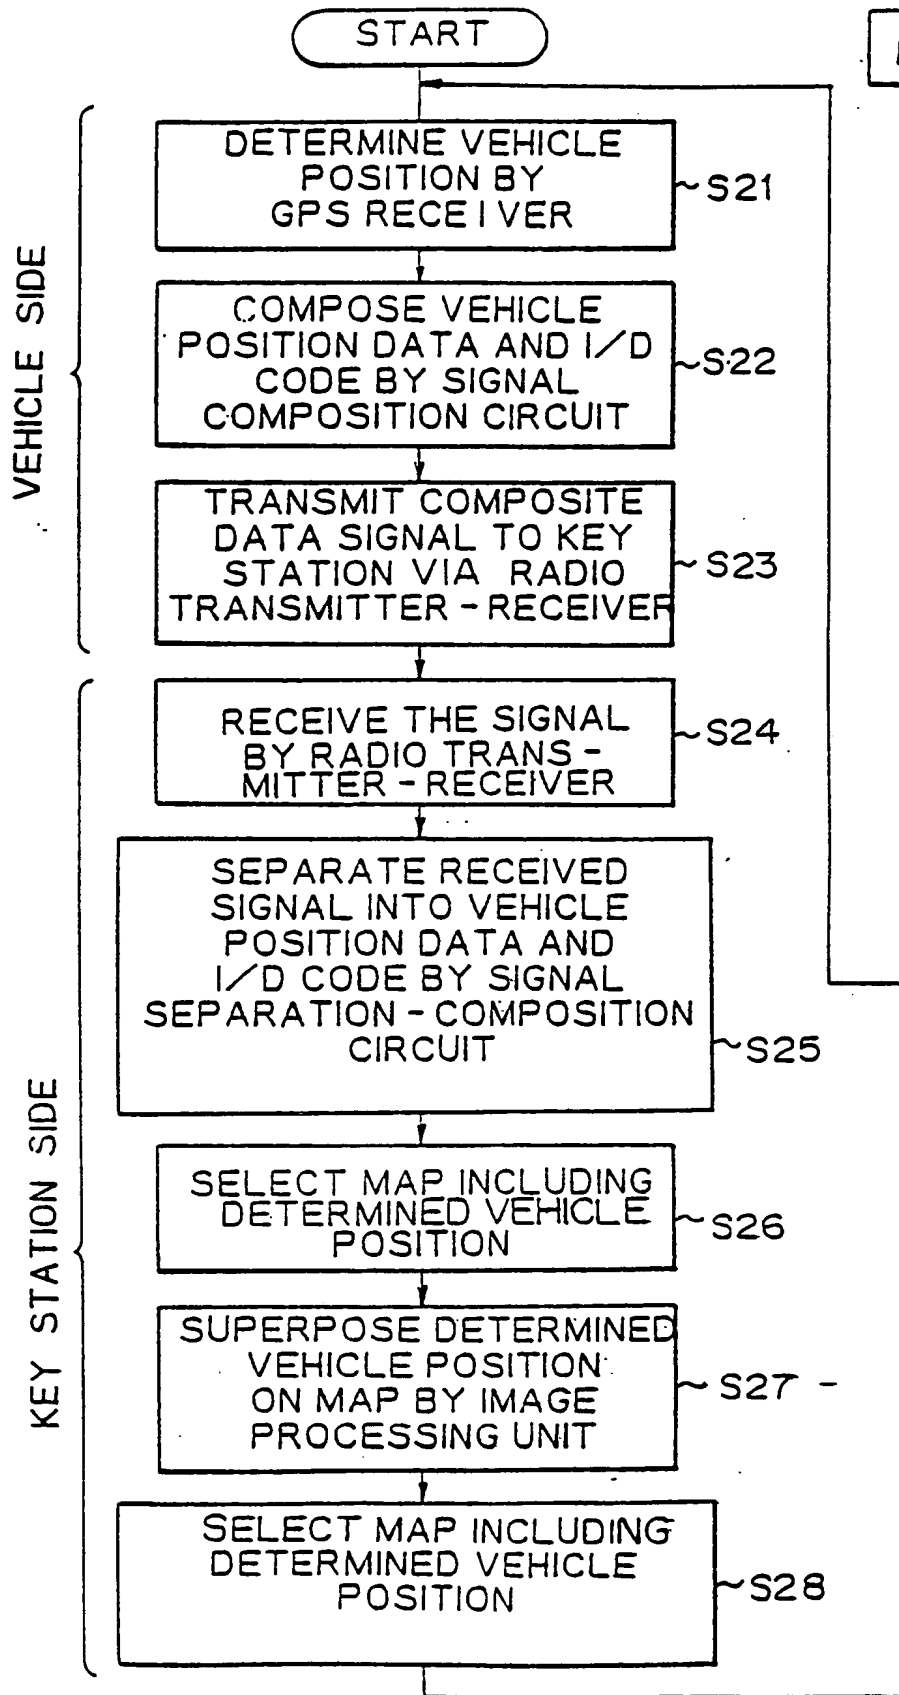 START
DETERMINE VEHICLE
POSITION BY
GPS RECEIVER
S21
COMPOSE VEHICLE
POSITION DATA AND I/D
CODE BY SIGNAL
COMPOSITION CIRCUIT
S22
TRANSMIT COMPOSITE
DATA SIGNAL TO KEY
STATION VIA RADIO
TRANSMITTER-RECEIVER
S23
VEHICLE SIDE
RECEIVE THE SIGNAL
BY RADIO TRANS-
MITTER-RECEIVER
S24
SEPARATE RECEIVED
SIGNAL INTO VEHICLE
POSITION DATA AND
I/D CODE BY SIGNAL
SEPARATION-COMPOSITION
CIRCUIT
S25
SELECT MAP INCLUDING
DETERMINED VEHICLE
POSITION
S26
SUPERPOSE DETERMINED
VEHICLE POSITION
ON MAP BY IMAGE
PROCESSING UNIT
S27
SELECT MAP INCLUDING
DETERMINED VEHICLE
POSITION
S28
KEY STATION SIDE